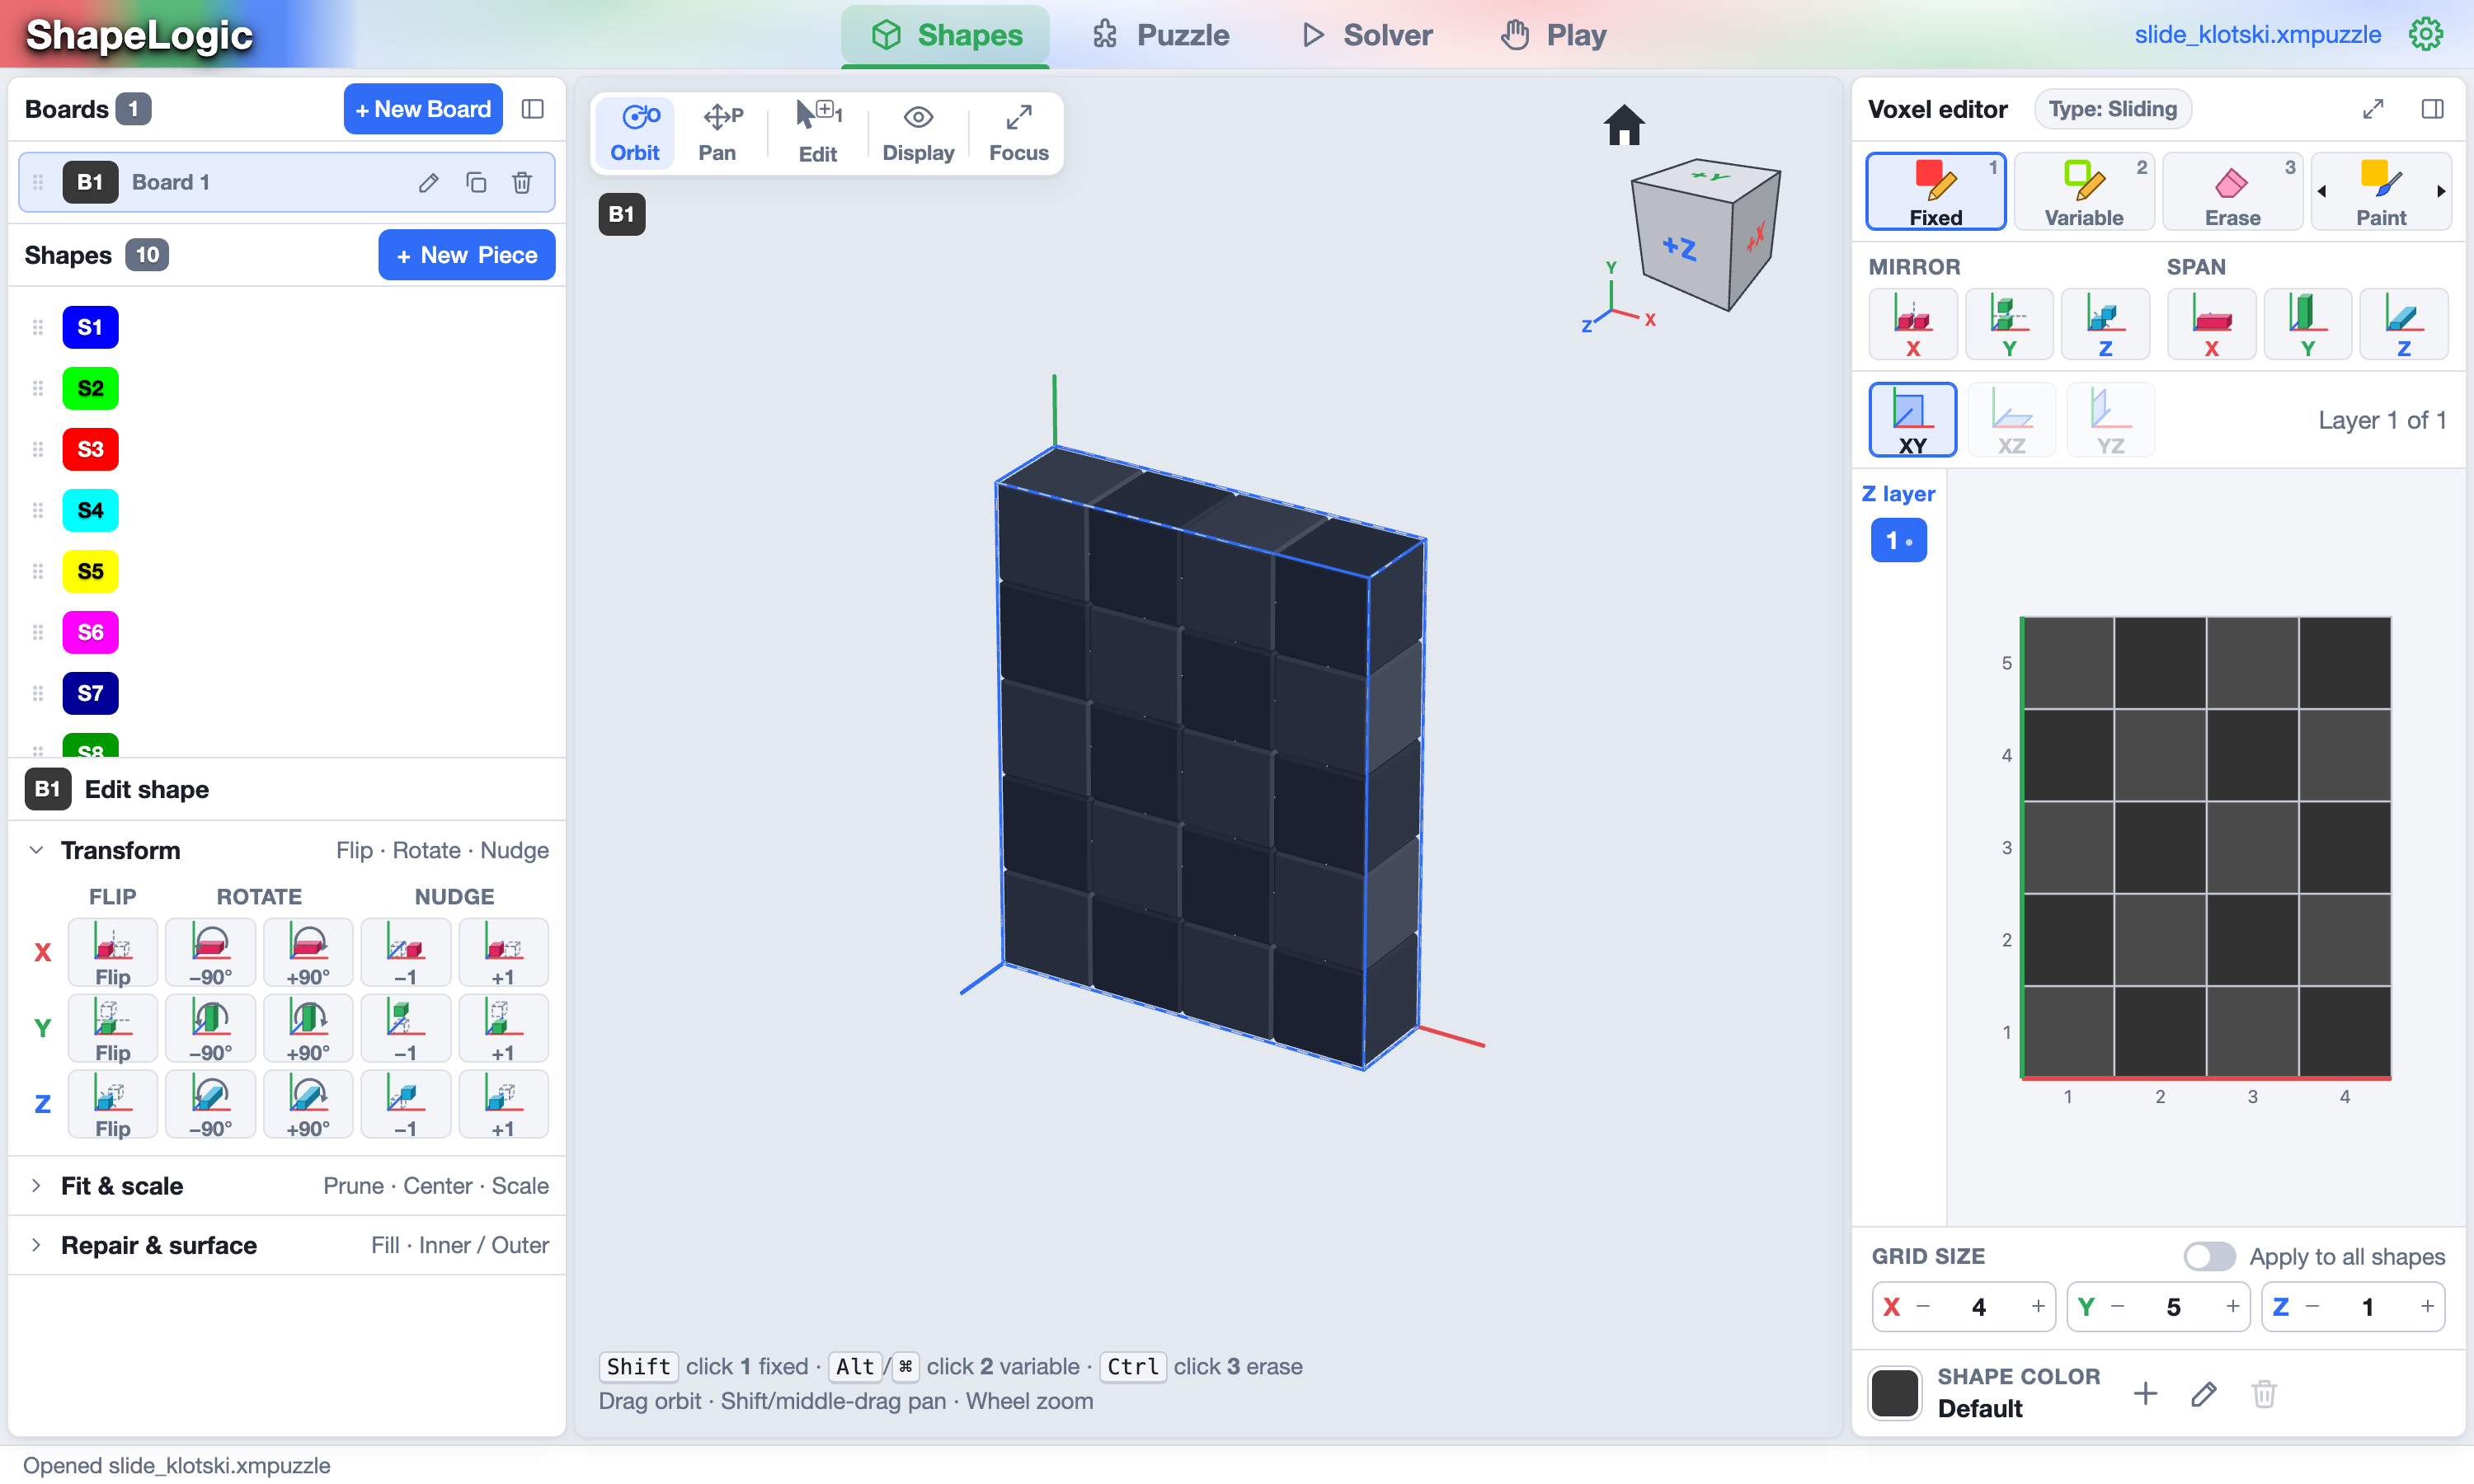 ShapeLogic
Shapes
Puzzle
Solver
Play
slide_klotski.xmpuzzle
Boards 1
+ New Board
B1 Board 1
Shapes 10
+ New Piece
S1
S2
S3
S4
S5
S6
S7
S8
B1 Edit shape
Transform Flip · Rotate · Nudge
FLIP ROTATE NUDGE
X Flip −90° +90° −1 +1
Y Flip −90° +90° −1 +1
Z Flip −90° +90° −1 +1
Fit & scale Prune · Center · Scale
Repair & surface Fill · Inner / Outer
Opened slide_klotski.xmpuzzle
O P 1
Orbit Pan Edit Display Focus
B1
+Y
+Z
+X
Y
Z
X
Shift click 1 fixed · Alt / ⌘ click 2 variable · Ctrl click 3 erase
Drag orbit · Shift/middle-drag pan · Wheel zoom
Voxel editor Type: Sliding
1 2 3
Fixed Variable Erase Paint
MIRROR SPAN
X Y Z X Y Z
XY XZ YZ Layer 1 of 1
Z layer
1
5
4
3
2
1
1 2 3 4
GRID SIZE Apply to all shapes
X − 4 + Y − 5 + Z − 1 +
SHAPE COLOR
Default